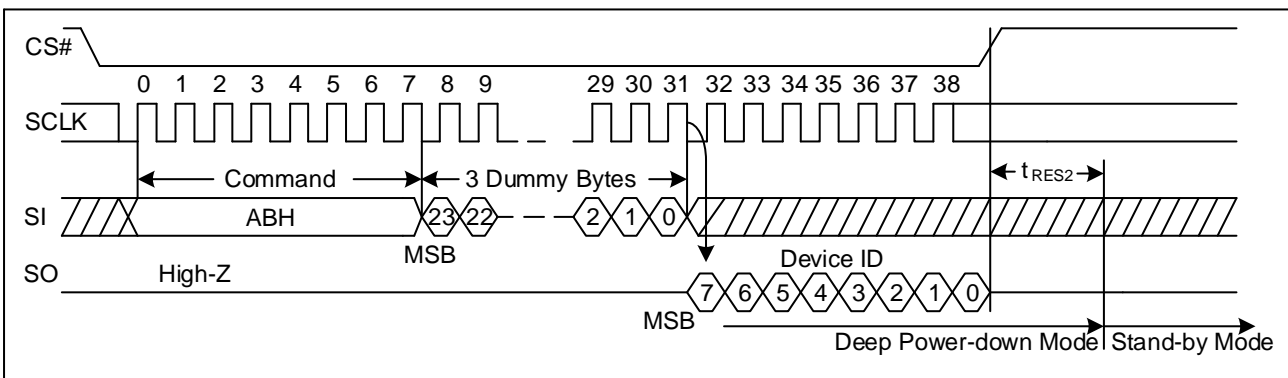 CS#
0 1 2 3 4 5 6 7 8 9 29 30 31 32 33 34 35 36 37 38
SCLK
Command 3 Dummy Bytes tRES2
SI ABH 23 22 2 1 0
MSB
SO High-Z Device ID
7 6 5 4 3 2 1 0
MSB
Deep Power-down Mode Stand-by Mode